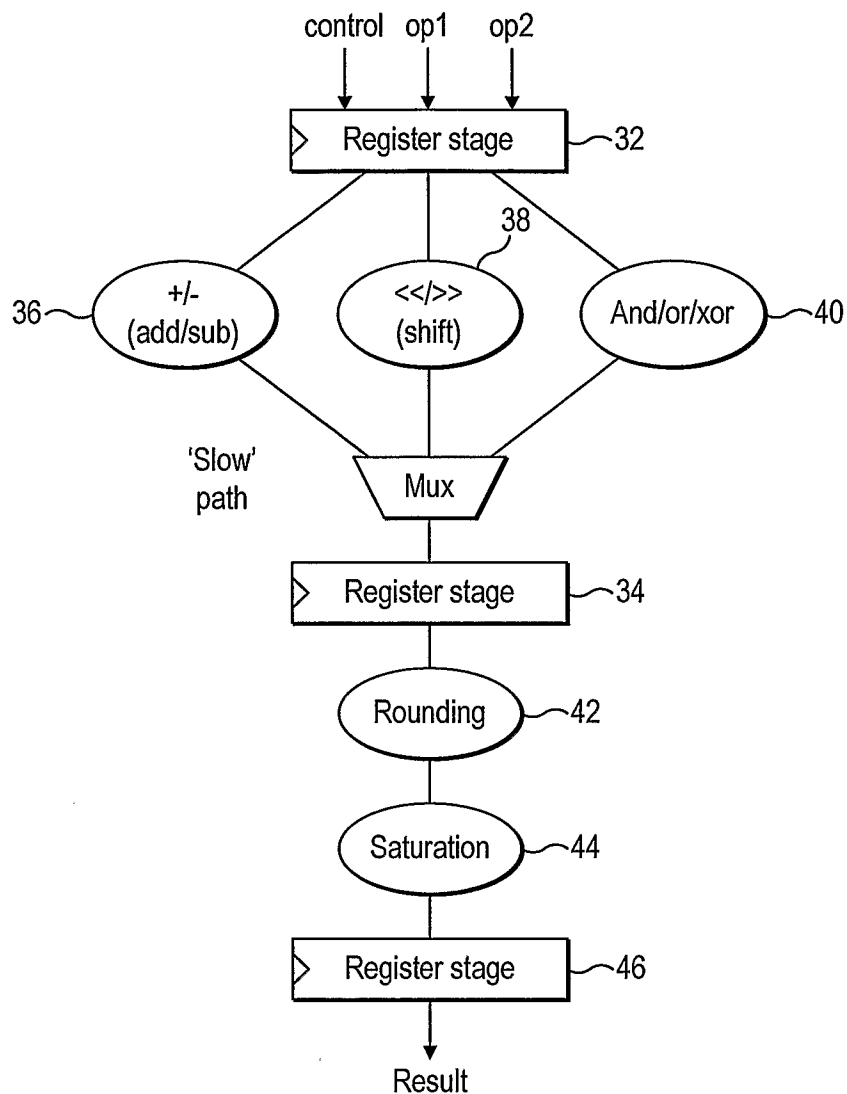 control op1 op2
Register stage 32
38
36 +/- (add/sub)
<</>> (shift)
And/or/xor 40
'Slow' path
Mux
Register stage 34
Rounding 42
Saturation 44
Register stage 46
Result